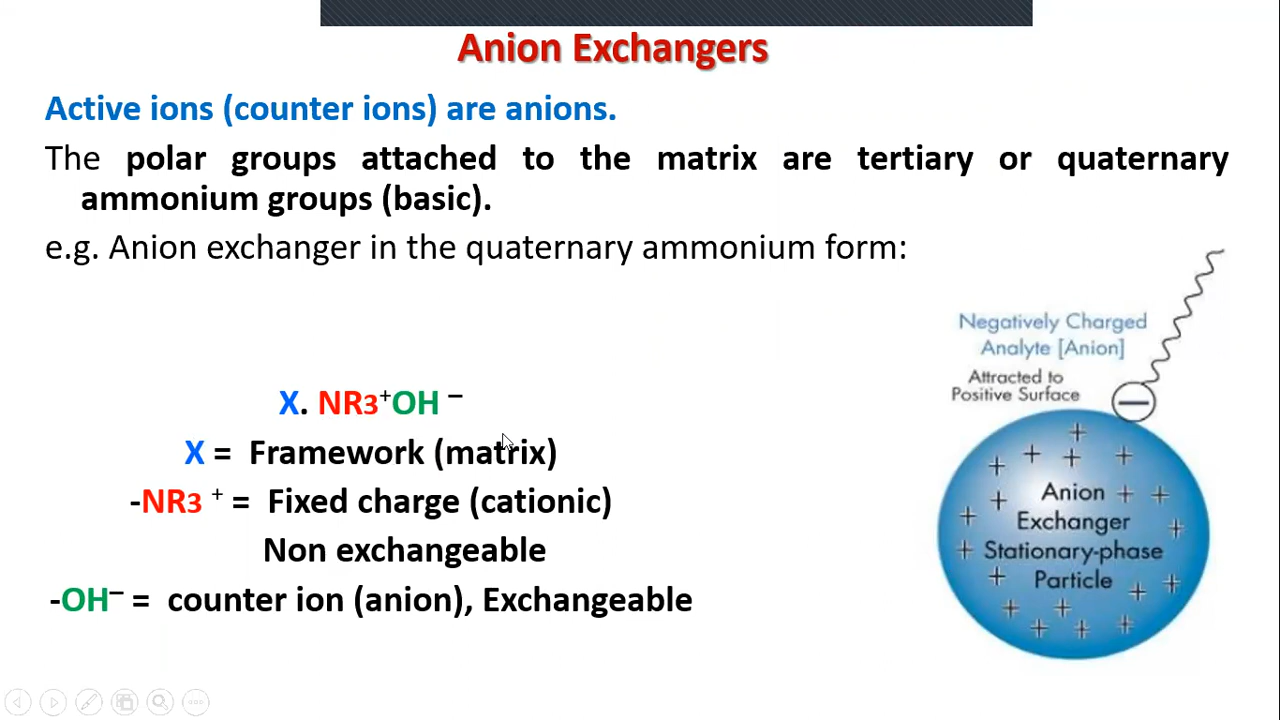 Anion Exchangers
Active ions (counter ions) are anions.
The polar groups attached to the matrix are tertiary or quaternary
ammonium groups (basic).
e.g. Anion exchanger in the quaternary ammonium form:
X. NR3⁺OH ⁻
X = Framework (matrix)
-NR3 ⁺ = Fixed charge (cationic)
Non exchangeable
-OH⁻ = counter ion (anion), Exchangeable
Negatively Charged
Analyte [Anion]
Attracted to
Positive Surface
Anion
Exchanger
Stationary-phase
Particle